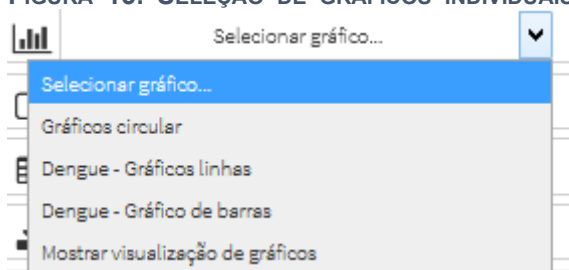 FIGURA 10. SELEÇÃO DE GRÁFICOS INDIVIDUAIS
Selecionar gráfico...
Selecionar gráfico...
Gráficos circular
Dengue - Gráficos linhas
Dengue - Gráfico de barras
Mostrar visualização de gráficos